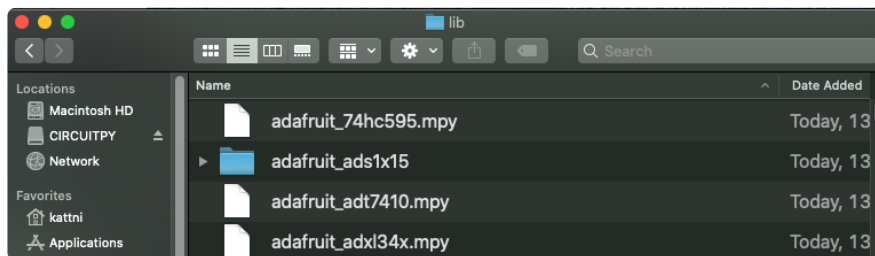 lib
Search
Locations
Macintosh HD
CIRCUITPY
Network
Favorites
kattni
Applications
Name
Date Added
adafruit_74hc595.mpy
Today, 13
adafruit_ads1x15
Today, 13
adafruit_adt7410.mpy
Today, 13
adafruit_adxl34x.mpy
Today, 13